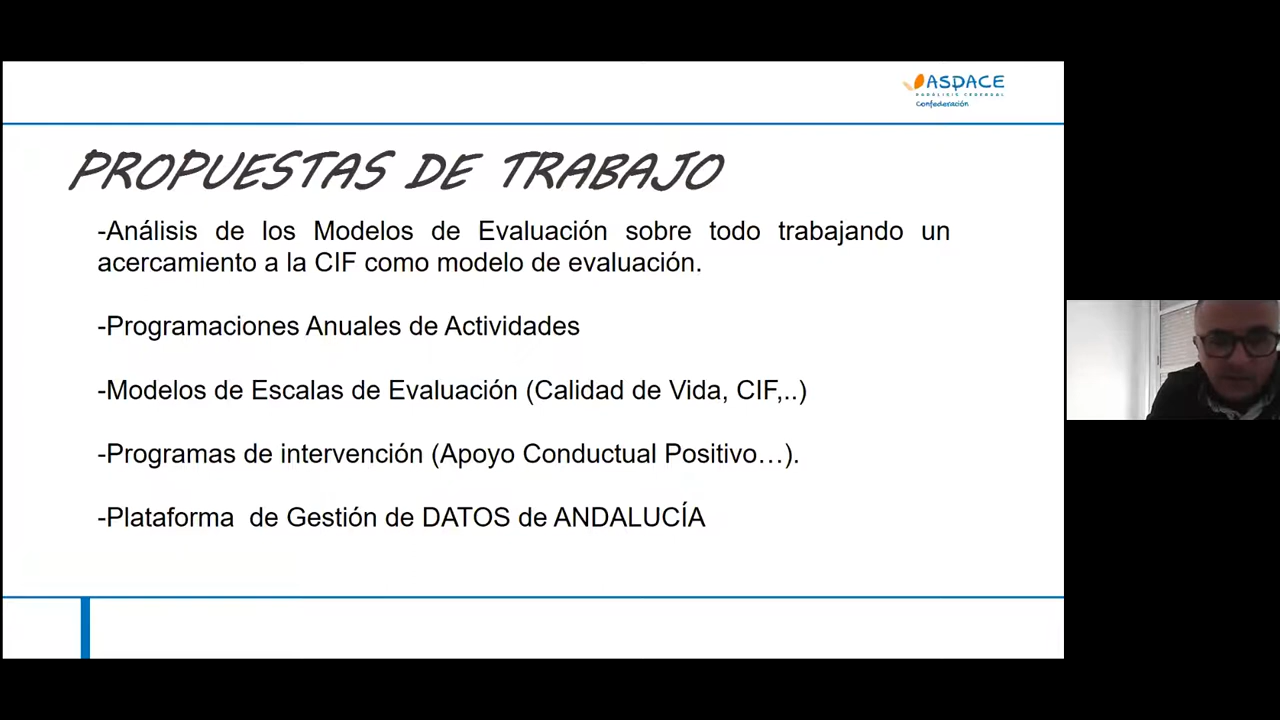 ASPACE
PARÁLISIS CEREBRAL
Confederación
PROPUESTAS DE TRABAJO
-Análisis de los Modelos de Evaluación sobre todo trabajando un
acercamiento a la CIF como modelo de evaluación.
-Programaciones Anuales de Actividades
-Modelos de Escalas de Evaluación (Calidad de Vida, CIF,..)
-Programas de intervención (Apoyo Conductual Positivo…).
-Plataforma  de Gestión de DATOS de ANDALUCÍA